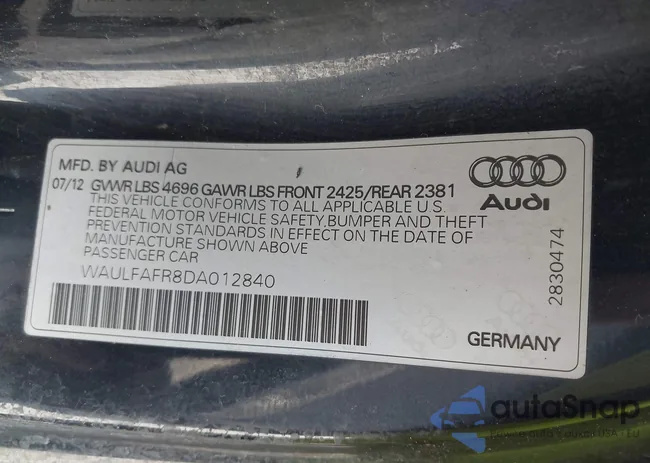 MFD. BY AUDI AG
07/12 GVWR LBS 4696 GAWR LBS FRONT 2425/REAR 2381
THIS VEHICLE CONFORMS TO ALL APPLICABLE U.S.
FEDERAL MOTOR VEHICLE SAFETY,BUMPER AND THEFT
PREVENTION STANDARDS IN EFFECT ON THE DATE OF
MANUFACTURE SHOWN ABOVE
PASSENGER CAR
WAULFAFR8DA012840
Audi
2830474
GERMANY
autoSnap